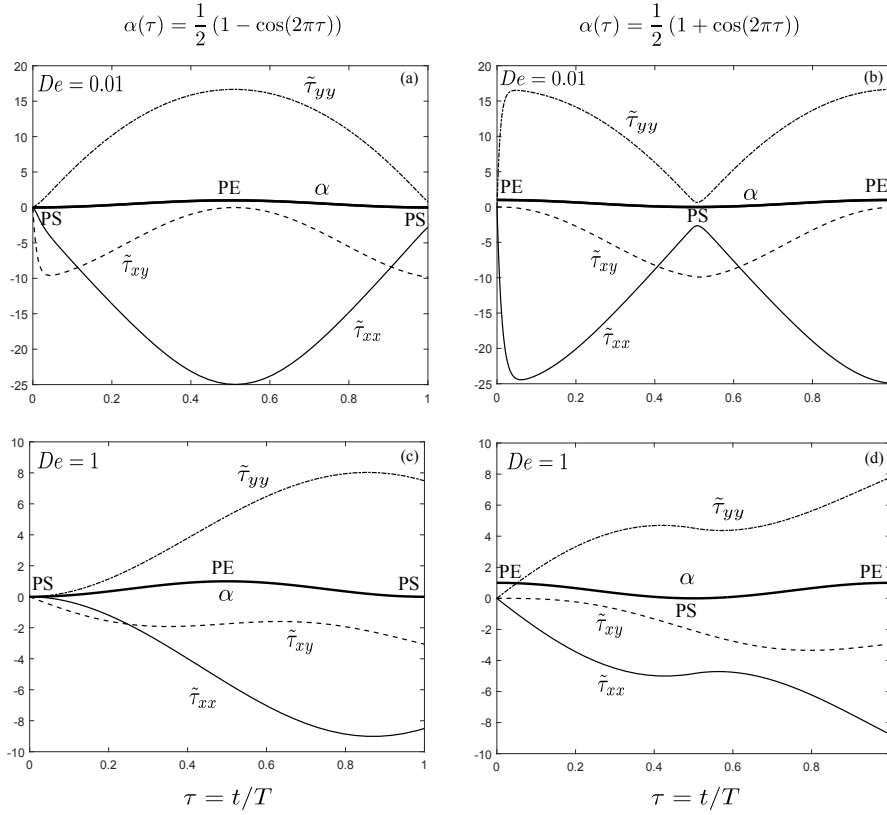 α(τ) = 1/2 (1 − cos(2πτ))
α(τ) = 1/2 (1 + cos(2πτ))
De = 0.01
(a)
τ̃yy
PE
α
PS
PS
τ̃xy
τ̃xx
20
15
10
5
0
-5
-10
-15
-20
-25
0 0.2 0.4 0.6 0.8 1
De = 0.01
(b)
τ̃yy
PE
α
PE
PS
τ̃xy
τ̃xx
20
15
10
5
0
-5
-10
-15
-20
-25
0 0.2 0.4 0.6 0.8
De = 1
(c)
τ̃yy
PS
PE
PS
α
τ̃xy
τ̃xx
10
8
6
4
2
0
-2
-4
-6
-8
-10
0 0.2 0.4 0.6 0.8 1
τ = t/T
De = 1
(d)
τ̃yy
PE
α
PE
PS
τ̃xy
τ̃xx
10
8
6
4
2
0
-2
-4
-6
-8
-10
0 0.2 0.4 0.6 0.8
τ = t/T